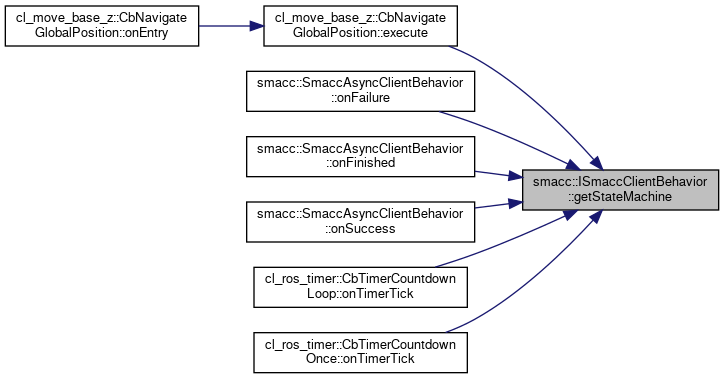 cl_move_base_z::CbNavigate
GlobalPosition::onEntry
cl_move_base_z::CbNavigate
GlobalPosition::execute
smacc::SmaccAsyncClientBehavior
::onFailure
smacc::SmaccAsyncClientBehavior
::onFinished
smacc::ISmaccClientBehavior
::getStateMachine
smacc::SmaccAsyncClientBehavior
::onSuccess
cl_ros_timer::CbTimerCountdown
Loop::onTimerTick
cl_ros_timer::CbTimerCountdown
Once::onTimerTick